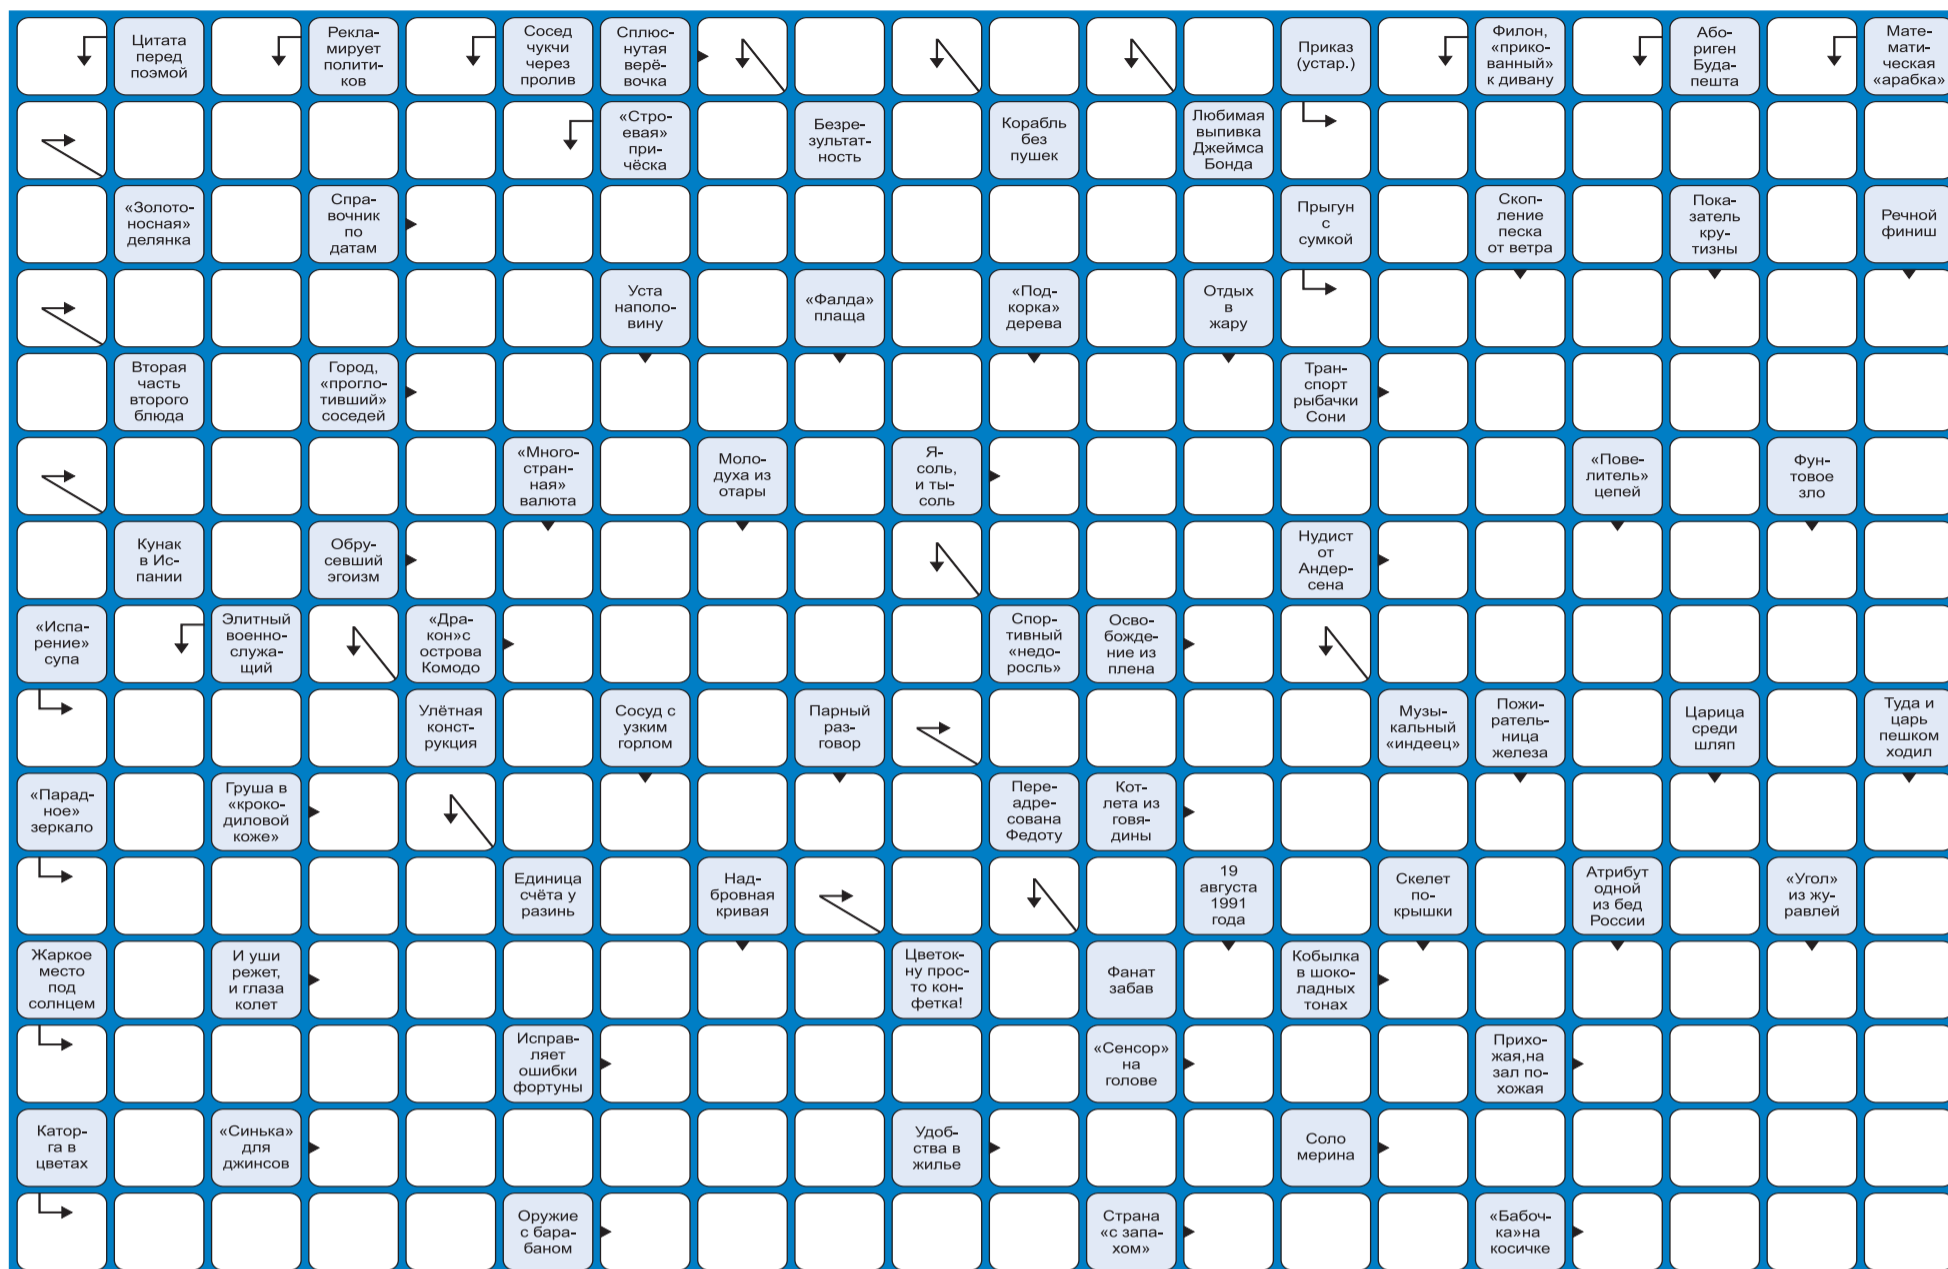 Цитата
перед
поэмой
Рекла-
мирует
полити-
ков
Сосед
чукчи
через
пролив
Сплюс-
нутая
верё-
вочка
Приказ
(устар.)
Филон,
«прико-
ванный»
к дивану
Або-
риген
Буда-
пешта
Мате-
мати-
ческая
«арабка»
«Стро-
евая»
при-
чёска
Безре-
зультат-
ность
Корабль
без
пушек
Любимая
выпивка
Джеймса
Бонда
«Золото-
носная»
делянка
Спра-
вочник
по
датам
Прыгун
с
сумкой
Скоп-
ление
песка
от ветра
Пока-
затель
кру-
тизны
Речной
финиш
Уста
наполо-
вину
«Фалда»
плаща
«Под-
корка»
дерева
Отдых
в
жару
Вторая
часть
второго
блюда
Город,
«прогло-
тивший»
соседей
Тран-
спорт
рыбачки
Сони
«Много-
стран-
ная»
валюта
Моло-
духа из
отары
Я-
соль,
и ты-
соль
«Пове-
литель»
цепей
Фун-
товое
зло
Кунак
в Ис-
пании
Обру-
севший
эгоизм
Нудист
от
Андер-
сена
«Испа-
рение»
супа
Элитный
военно-
служа-
щий
«Дра-
кон»с
острова
Комодо
Спор-
тивный
«недо-
росль»
Осво-
божде-
ние из
плена
Улётная
конст-
рукция
Сосуд с
узким
горлом
Парный
раз-
говор
Музы-
кальный
«индеец»
Пожи-
ратель-
ница
железа
Царица
среди
шляп
Туда и
царь
пешком
ходил
«Парад-
ное»
зеркало
Груша в
«кроко-
диловой
коже»
Пере-
адре-
сована
Федоту
Кот-
лета из
говя-
дины
Единица
счёта у
разинь
Над-
бровная
кривая
19
августа
1991
года
Скелет
по-
крышки
Атрибут
одной
из бед
России
«Угол»
из жу-
равлей
Жаркое
место
под
солнцем
И уши
режет,
и глаза
колет
Цветок-
ну прос-
то кон-
фетка!
Фанат
забав
Кобылка
в шоко-
ладных
тонах
Исправ-
ляет
ошибки
фортуны
«Сенсор»
на
голове
Прихо-
жая,на
зал по-
хожая
Катор-
га в
цветах
«Синька»
для
джинсов
Удоб-
ства в
жилье
Соло
мерина
Оружие
с бара-
баном
Страна
«с запа-
хом»
«Бабоч-
ка»на
косичке